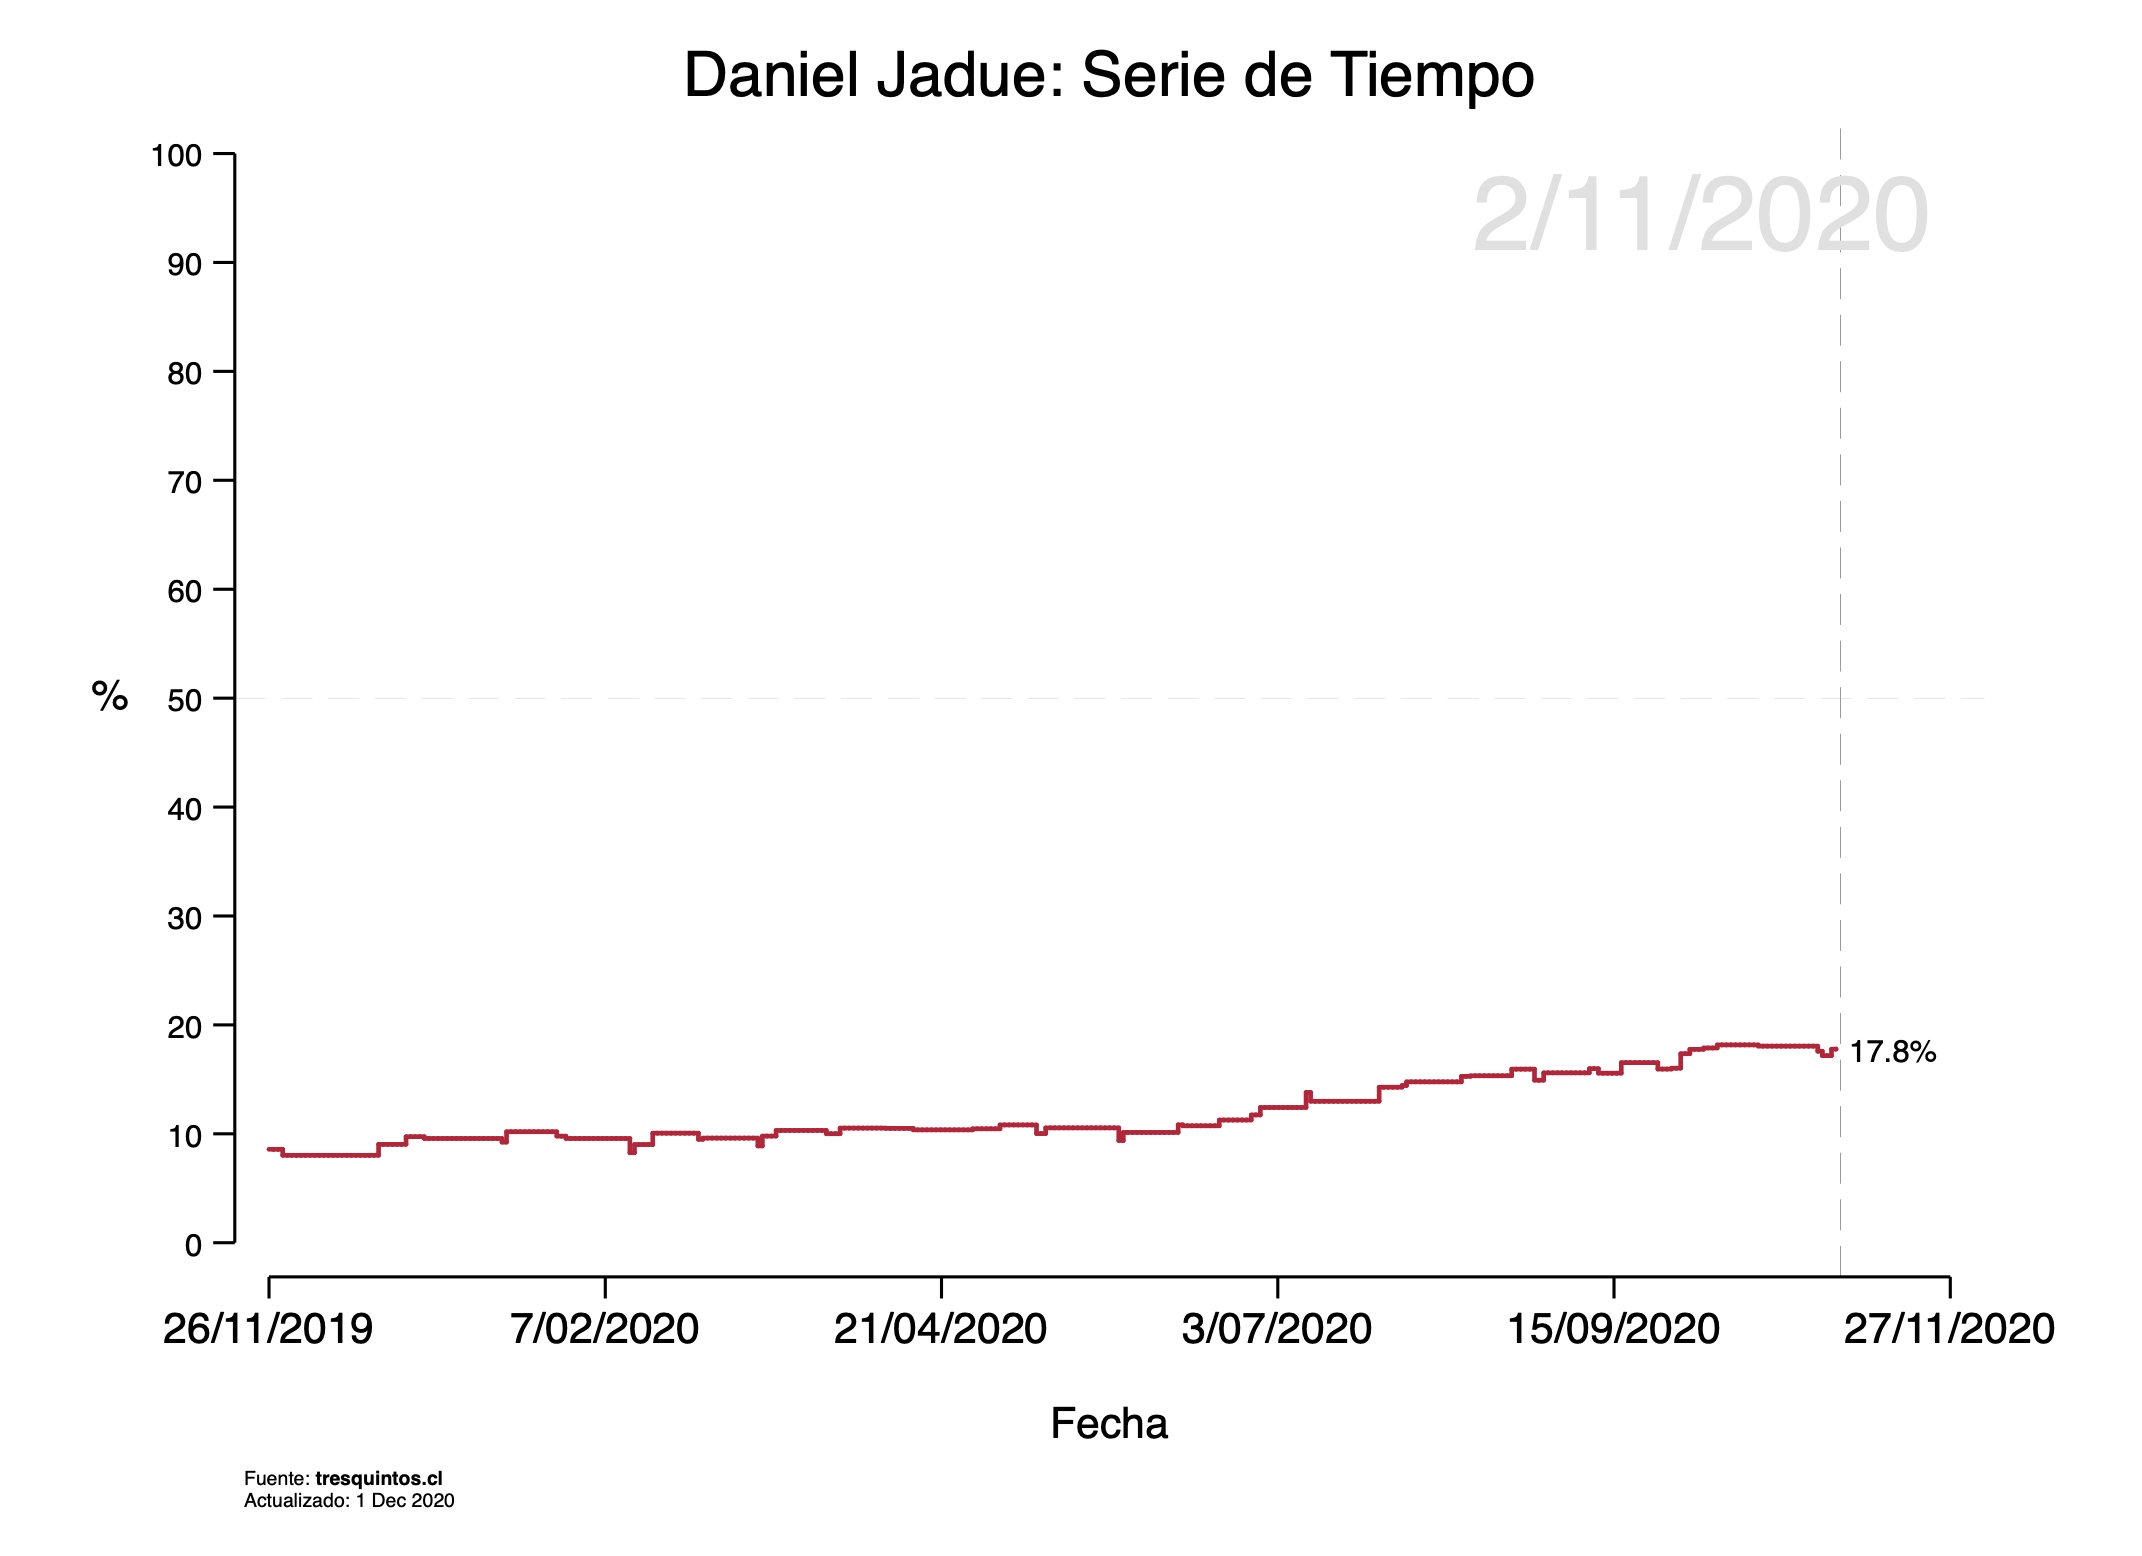 Daniel Jadue: Serie de Tiempo
2/11/2020
100
90
80
70
60
50
40
30
20
10
0
%
17.8%
26/11/2019 7/02/2020 21/04/2020 3/07/2020 15/09/2020 27/11/2020
Fecha
Fuente: tresquintos.cl
Actualizado: 1 Dec 2020